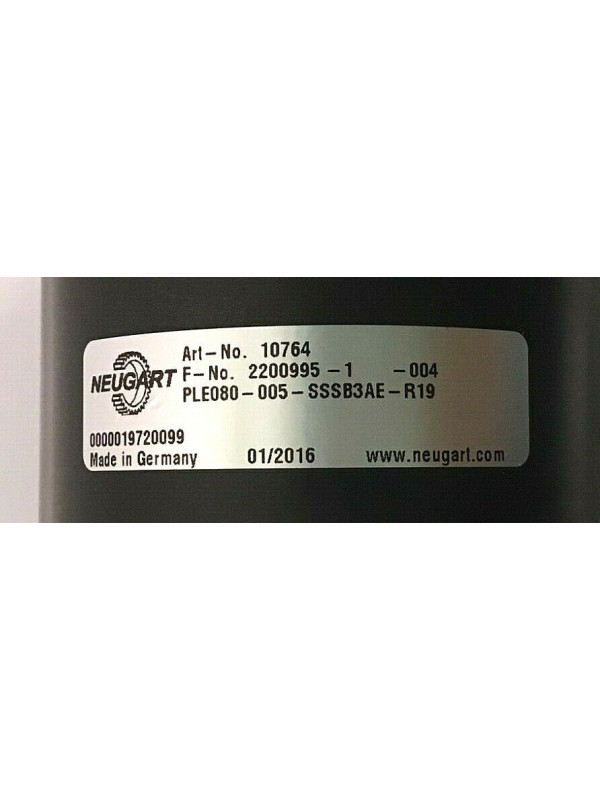 NEUGART
Art-No. 10764
F-No. 2200995-1 -004
PLE080-005-SSSB3AE-R19
0000019720099
Made in Germany 01/2016 www.neugart.com